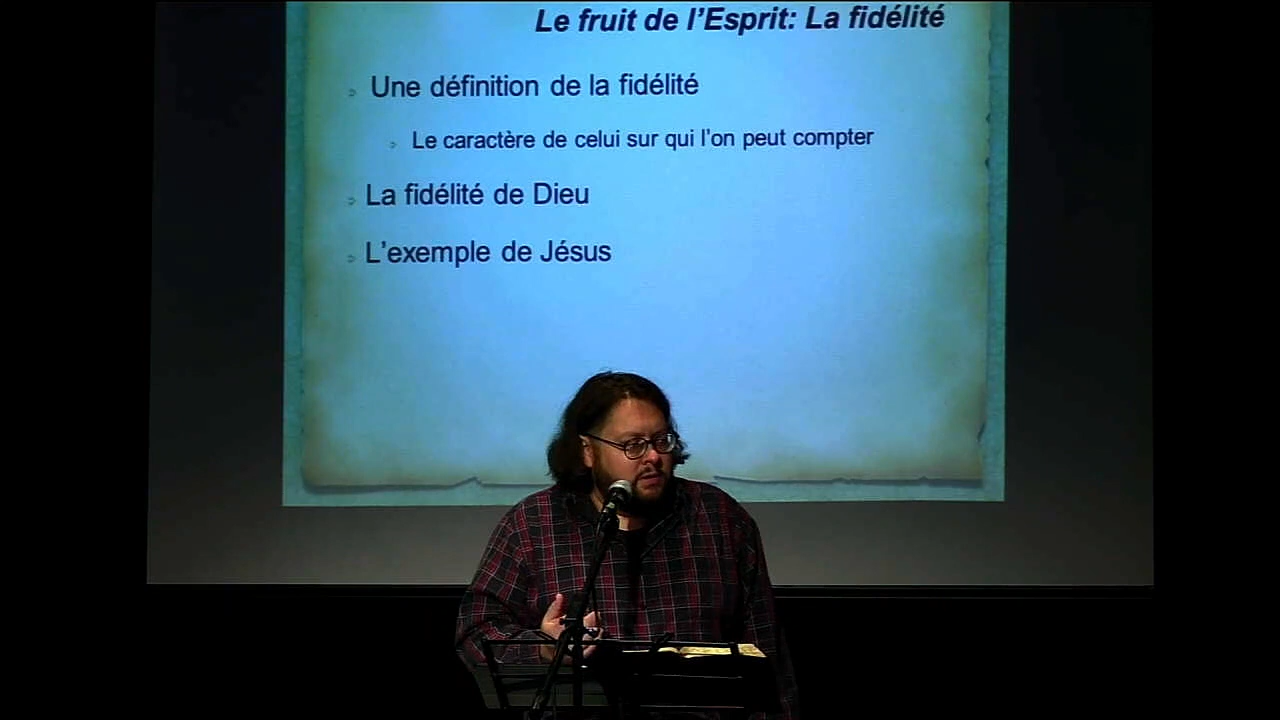 Le fruit de l’Esprit: La fidélité
Une définition de la fidélité
Le caractère de celui sur qui l’on peut compter
La fidélité de Dieu
L’exemple de Jésus